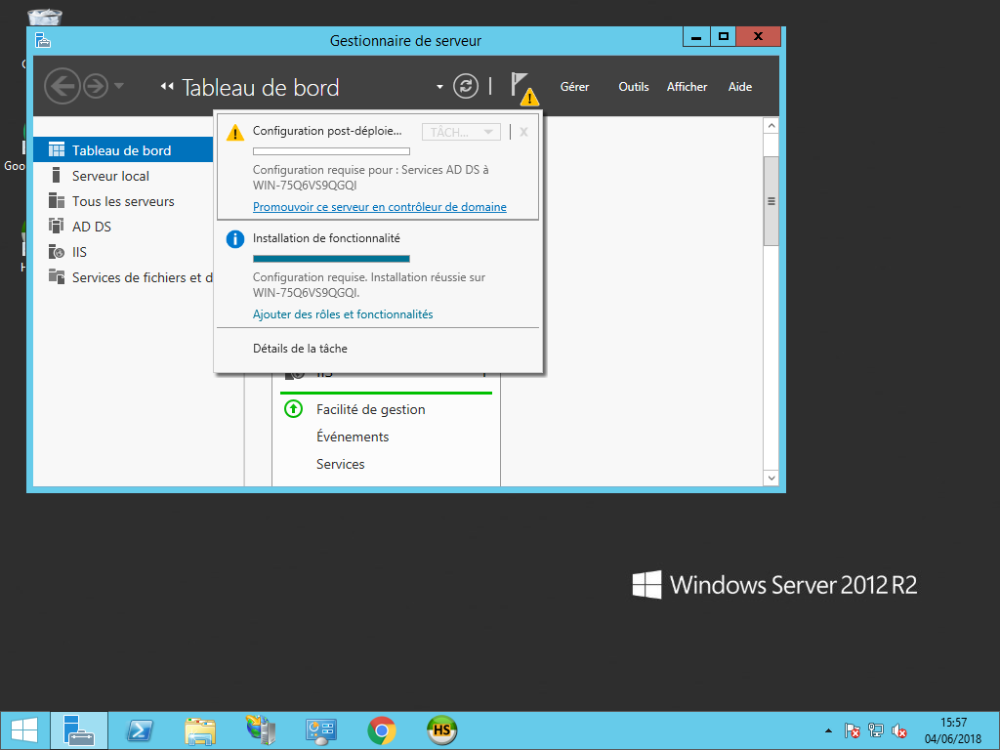 Gestionnaire de serveur
Tableau de bord
Gérer
Outils
Afficher
Aide
Tableau de bord
Serveur local
Tous les serveurs
AD DS
IIS
Services de fichiers et d
Configuration post-déploie...
TÂCH...
x
Configuration requise pour : Services AD DS à
WIN-75Q6VS9QGQI
Promouvoir ce serveur en contrôleur de domaine
Installation de fonctionnalité
Configuration requise. Installation réussie sur
WIN-75Q6VS9QGQI.
Ajouter des rôles et fonctionnalités
Détails de la tâche
IIS
1
Facilité de gestion
Événements
Services
Goo
H
Windows Server 2012 R2
HS
15:57
04/06/2018